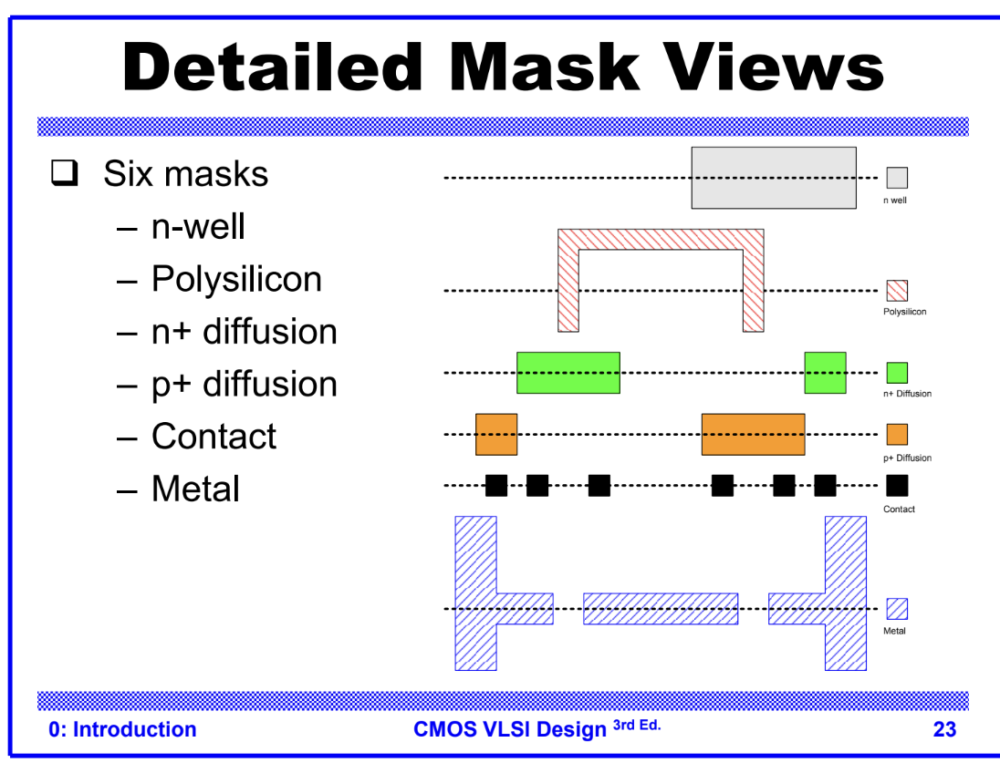 Detailed Mask Views
❑ Six masks
– n-well
– Polysilicon
– n+ diffusion
– p+ diffusion
– Contact
– Metal
n well
Polysilicon
n+ Diffusion
p+ Diffusion
Contact
Metal
0: Introduction CMOS VLSI Design 3rd Ed. 23